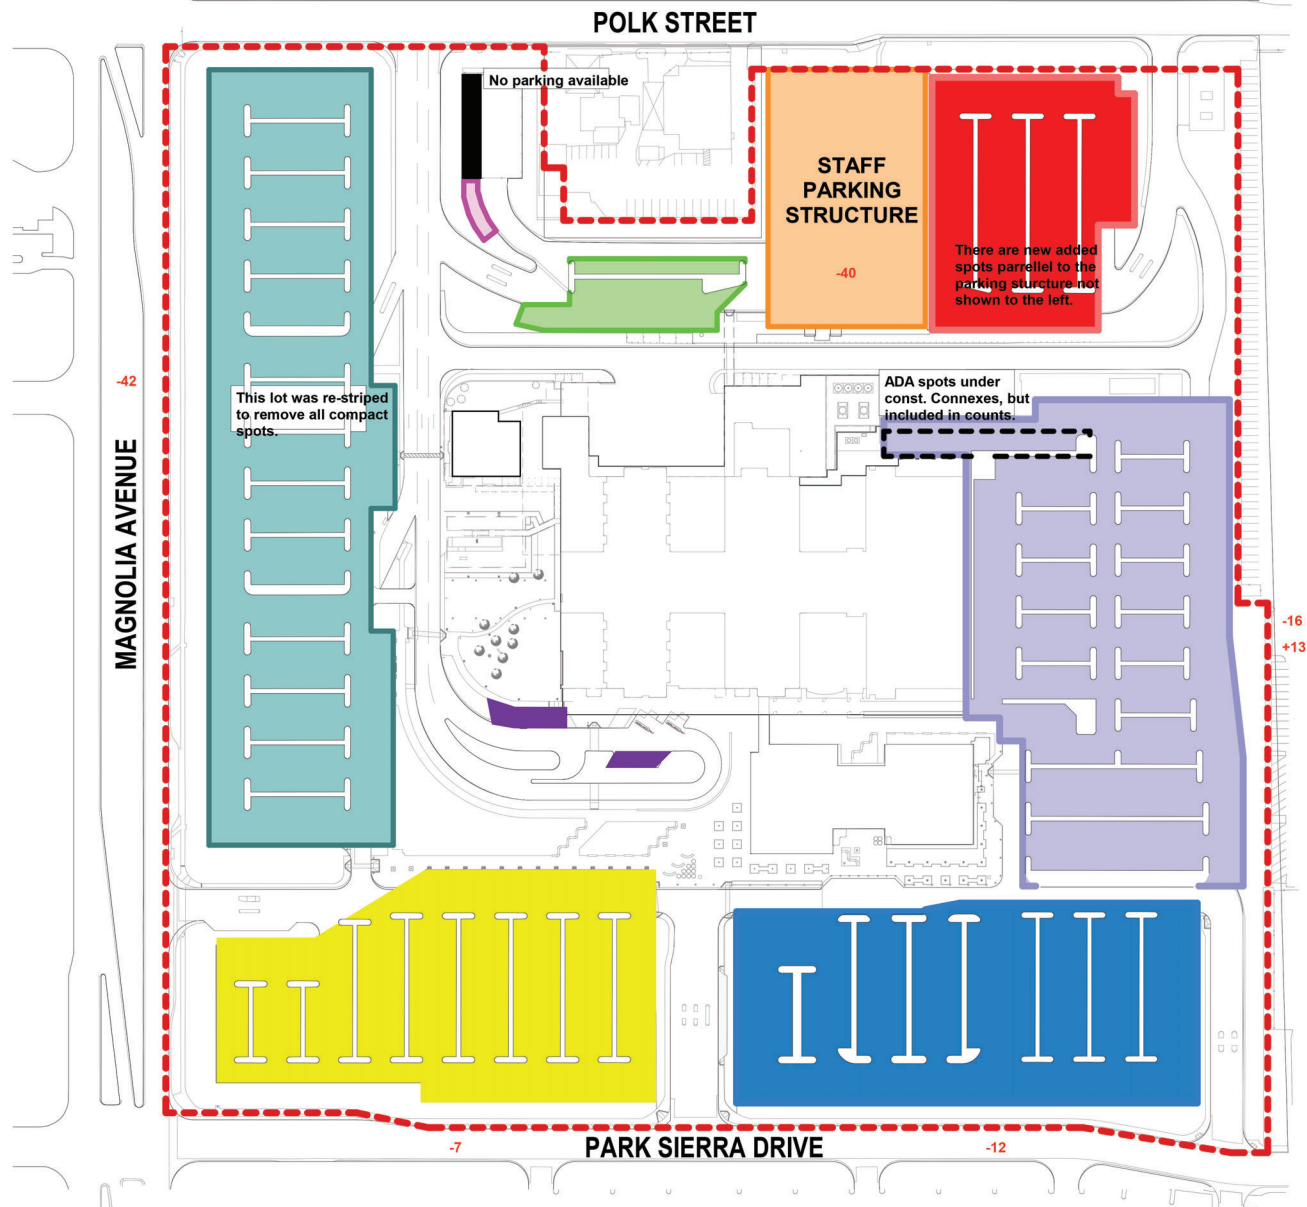 POLK STREET
No parking available
STAFF
PARKING
STRUCTURE
-40
There are new added
spots parrellel to the
parking sturcture not
shown to the left.
-42
This lot was re-striped
to remove all compact
spots.
ADA spots under
const. Connexes, but
included in counts.
MAGNOLIA AVENUE
-16
+13
-7
PARK SIERRA DRIVE
-12